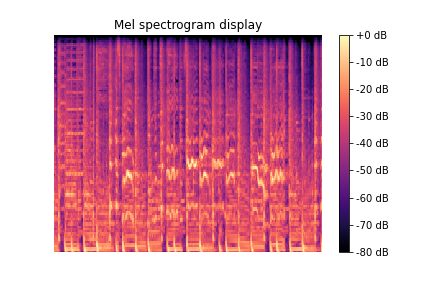 Mel spectrogram display
+0 dB
-10 dB
-20 dB
-30 dB
-40 dB
-50 dB
-60 dB
-70 dB
-80 dB